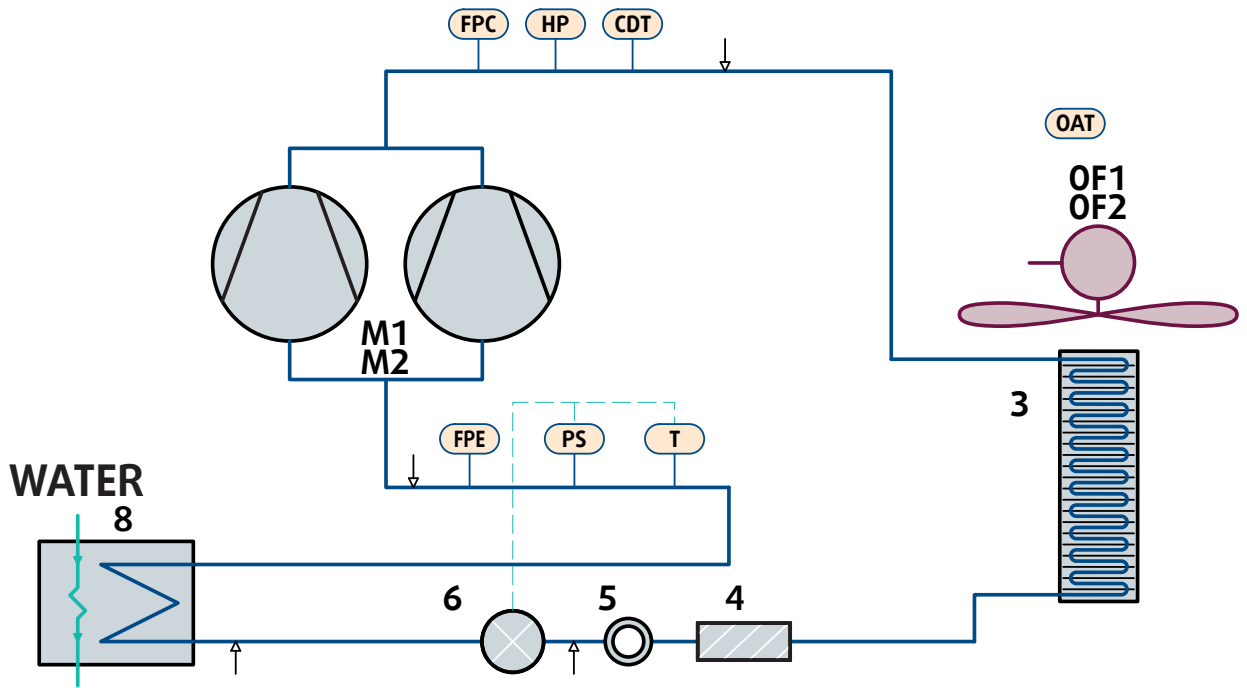 FPC HP CDT
OAT
OF1
OF2
M1
M2
3
FPE PS T
WATER
8
6 5 4